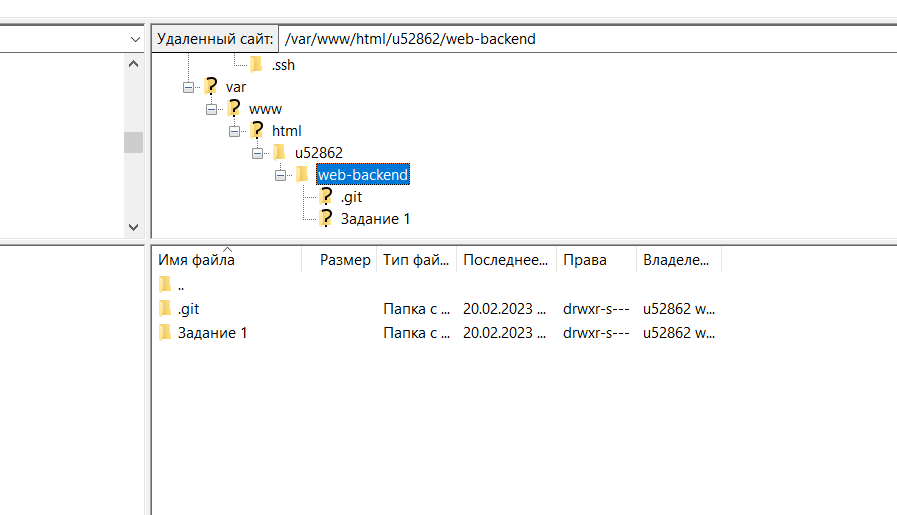 Удаленный сайт: /var/www/html/u52862/web-backend
.ssh
? var
? www
? html
u52862
web-backend
? .git
? Задание 1
Имя файла Размер Тип фай... Последнее... Права Владеле...
..
.git Папка с ... 20.02.2023 ... drwxr-s--- u52862 w...
Задание 1 Папка с ... 20.02.2023 ... drwxr-s--- u52862 w...